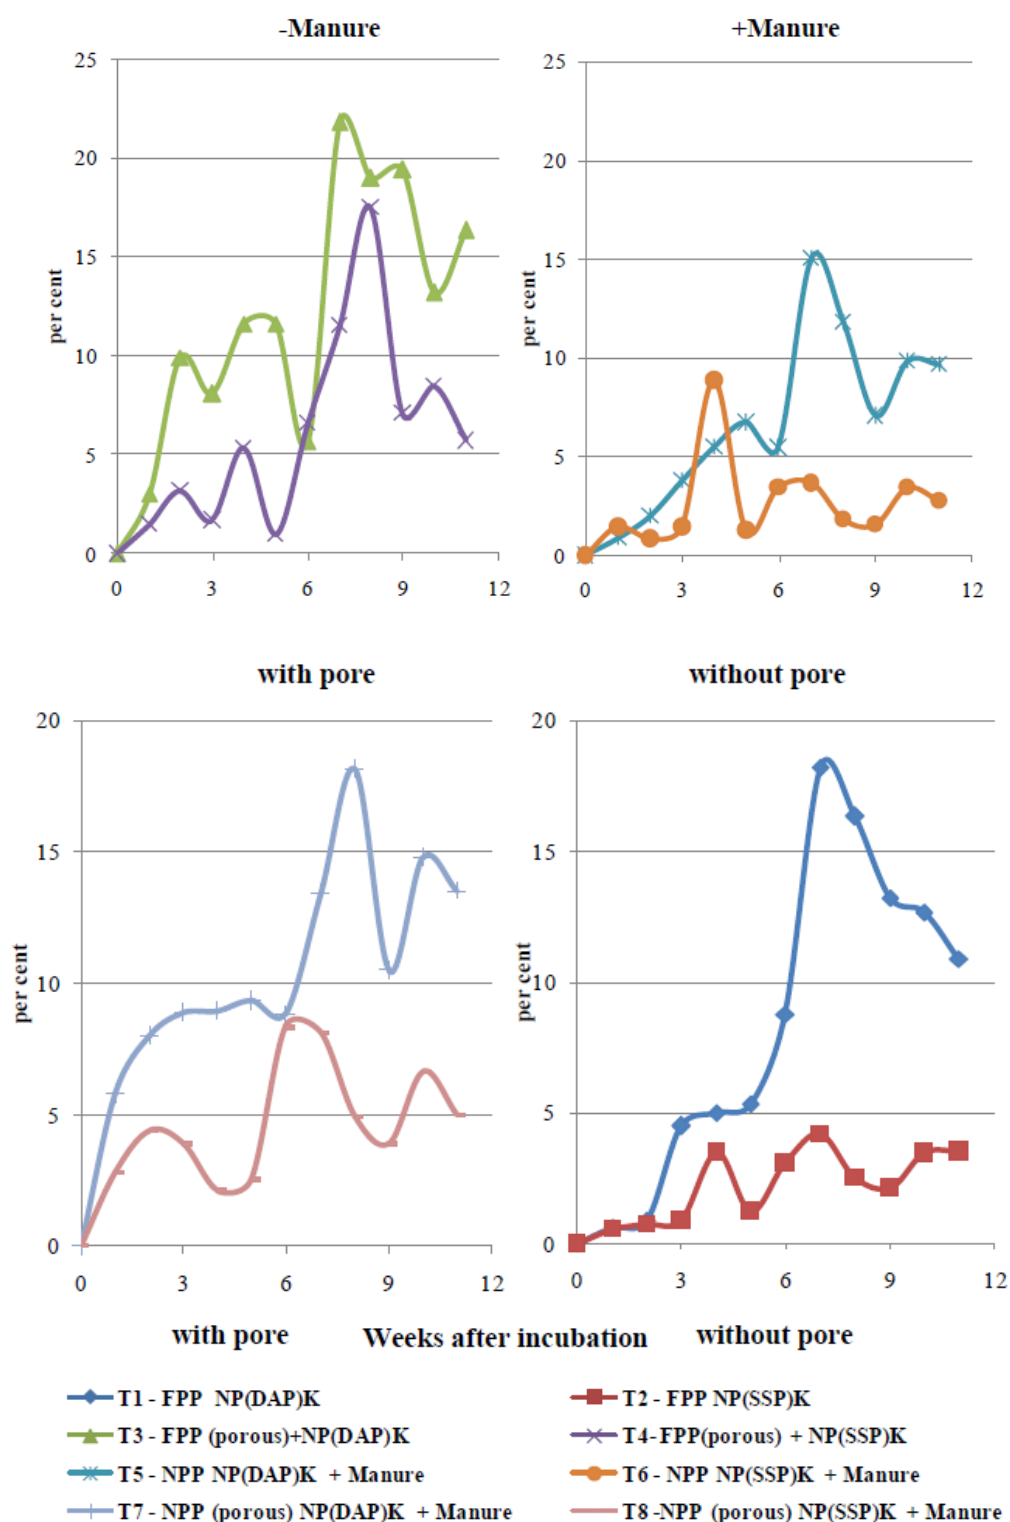 -Manure
+Manure
25
20
15
10
5
0
per cent
0 3 6 9 12
25
20
15
10
5
0
per cent
0 3 6 9 12
with pore
without pore
20
15
10
5
0
per cent
0 3 6 9 12
20
15
10
5
0
per cent
0 3 6 9 12
with pore
Weeks after incubation
without pore
T1 - FPP NP(DAP)K
T2 - FPP NP(SSP)K
T3 - FPP (porous)+NP(DAP)K
T4-FPP(porous) + NP(SSP)K
T5 - NPP NP(DAP)K + Manure
T6 - NPP NP(SSP)K + Manure
T7 - NPP (porous) NP(DAP)K + Manure
T8 -NPP (porous) NP(SSP)K + Manure